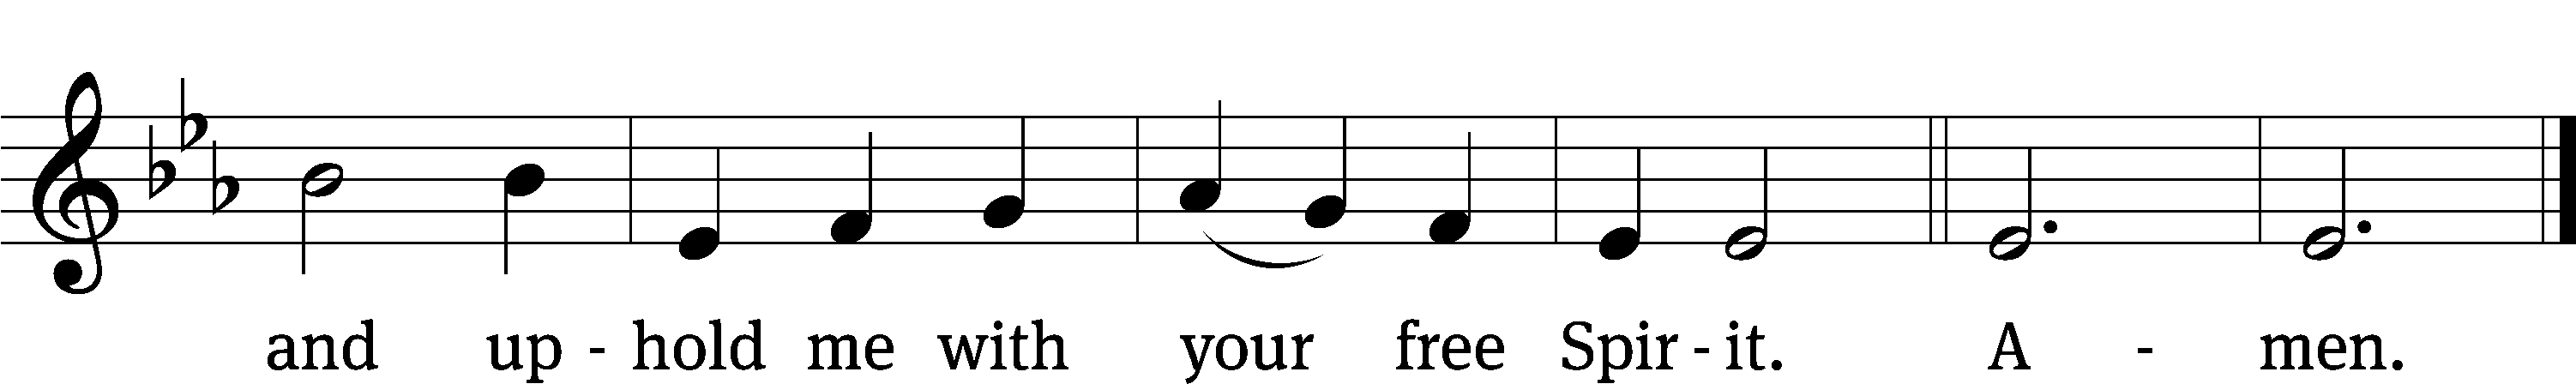 and up - hold me with your free Spir - it. A - men.